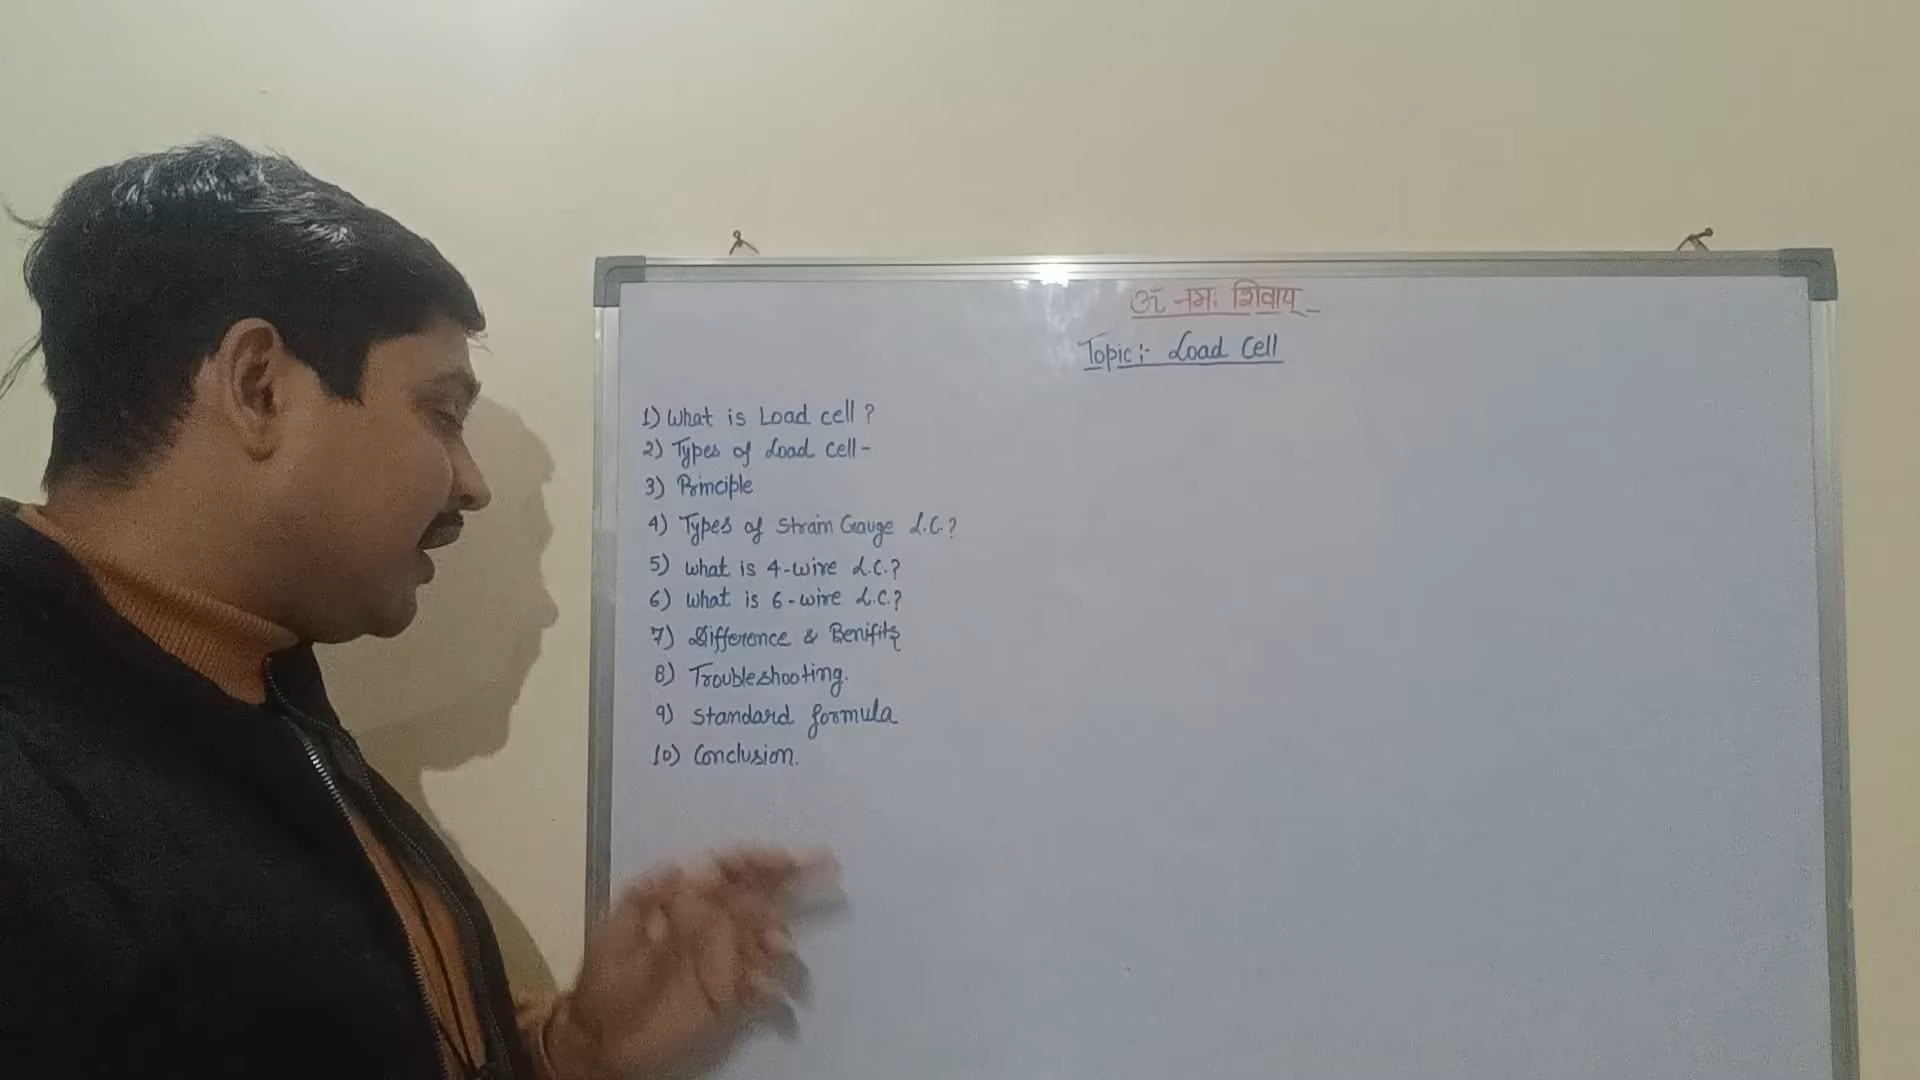 ॐ नमः शिवाय्
Topic:- Load Cell
1) What is Load cell ?
2) Types of Load Cell -
3) Principle
4) Types of Strain Gauge L.C.?
5) What is 4-wire L.C.?
6) What is 6-wire L.C.?
7) Difference & Benifits
8) Troubleshooting.
9) Standard formula
10) Conclusion.